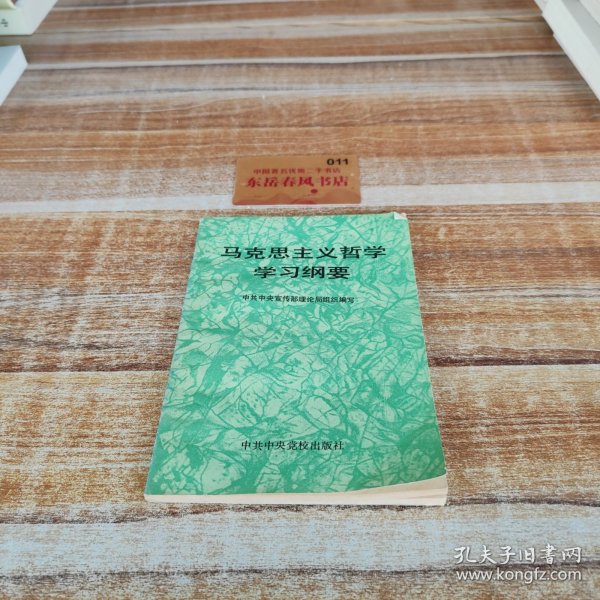 011
中国著名优质二手书店
东岳春风书店
马克思主义哲学
学习纲要
中共中央宣传部理论局组织编写
中共中央党校出版社
孔夫子旧书网
www.kongfz.com